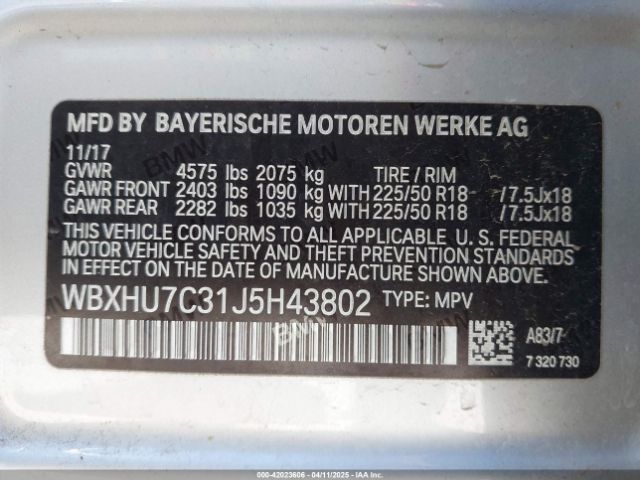 MFD BY BAYERISCHE MOTOREN WERKE AG
11/17
GVWR 4575 lbs 2075 kg TIRE / RIM
GAWR FRONT 2403 lbs 1090 kg WITH 225/50 R18 /7.5Jx18
GAWR REAR 2282 lbs 1035 kg WITH 225/50 R18 /7.5Jx18
THIS VEHICLE CONFORMS TO ALL APPLICABLE U. S. FEDERAL
MOTOR VEHICLE SAFETY AND THEFT PREVENTION STANDARDS
IN EFFECT ON THE DATE OF MANUFACTURE SHOWN ABOVE.
WBXHU7C31J5H43802 TYPE: MPV
A83/7
7 320 730
000-42023606 - 04/11/2025 - IAAI.COM